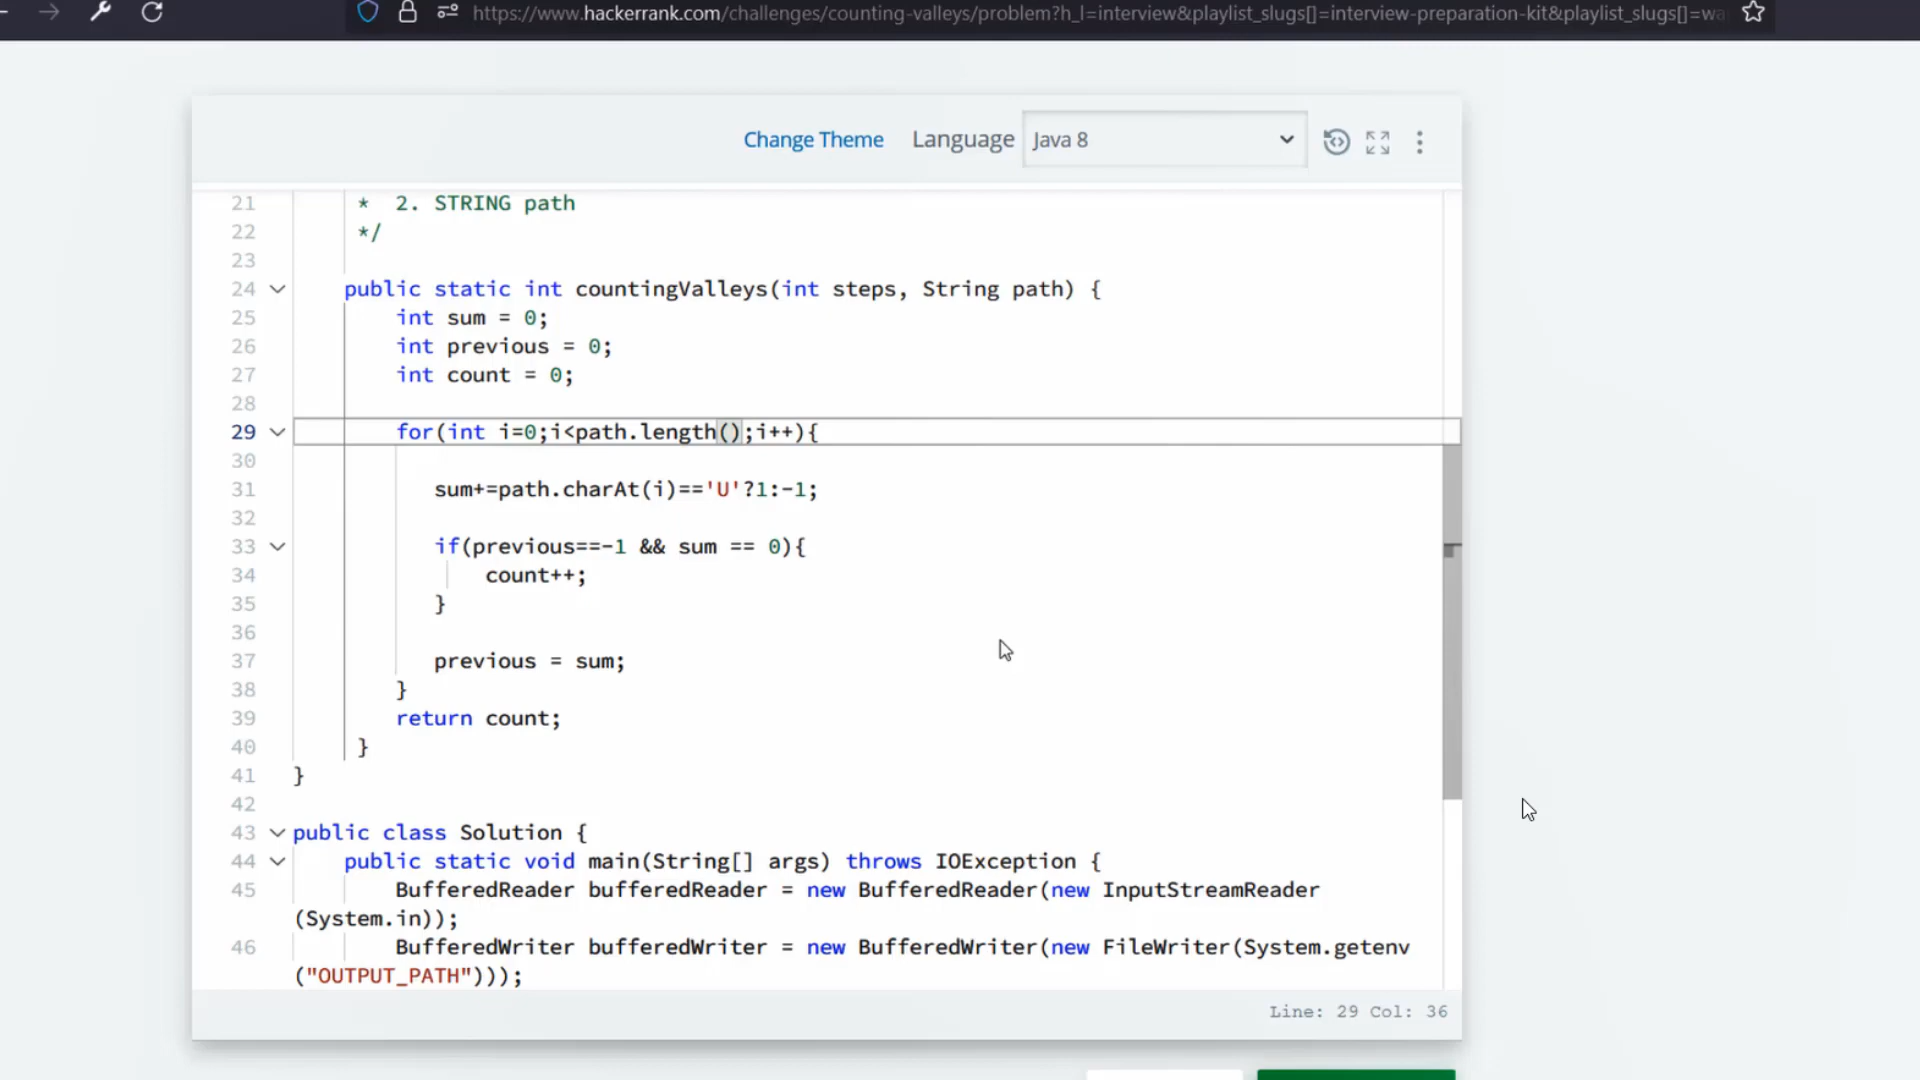 https://www.hackerrank.com/challenges/counting-valleys/problem?h_l=interview&playlist_slugs[]=interview-preparation-kit&playlist_slugs[]=wa
Change Theme Language Java 8
21 * 2. STRING path
22 */
23
24 public static int countingValleys(int steps, String path) {
25 int sum = 0;
26 int previous = 0;
27 int count = 0;
28
29 for(int i=0;i<path.length();i++){
30
31 sum+=path.charAt(i)=='U'?1:-1;
32
33 if(previous==-1 && sum == 0){
34 count++;
35 }
36
37 previous = sum;
38 }
39 return count;
40 }
41 }
42
43 public class Solution {
44 public static void main(String[] args) throws IOException {
45 BufferedReader bufferedReader = new BufferedReader(new InputStreamReader
(System.in));
46 BufferedWriter bufferedWriter = new BufferedWriter(new FileWriter(System.getenv
("OUTPUT_PATH")));
Line: 29 Col: 36